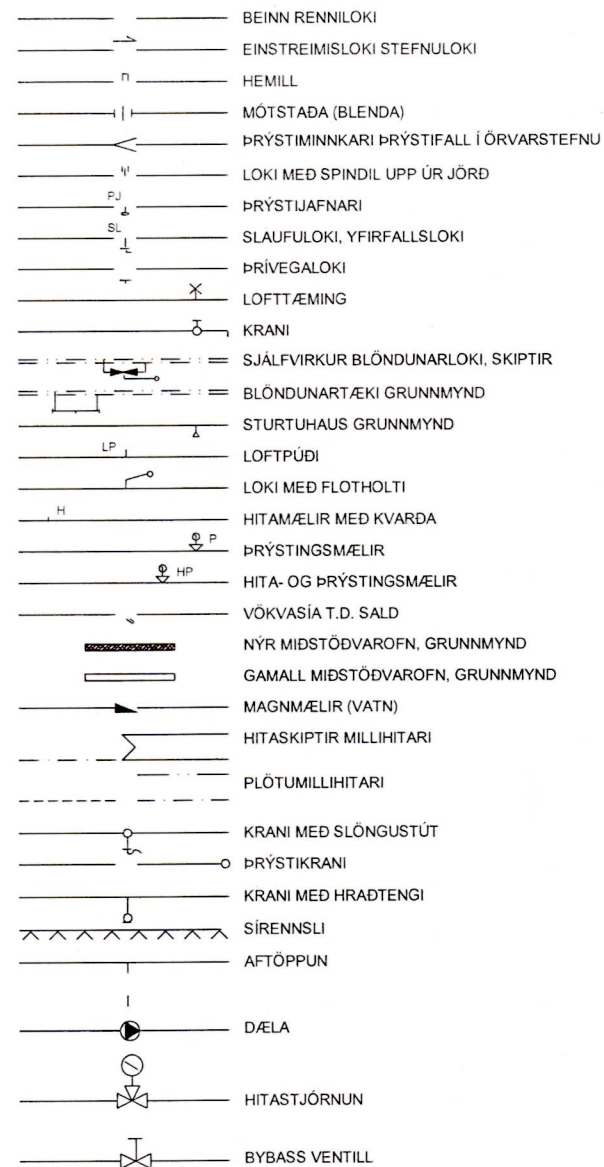 BEINN RENNILOKI
EINSTREIMISLOKI STEFNULOKI
HEMILL
MÓTSTAÐA (BLENDA)
ÞRÝSTIMINNKARI ÞRÝSTIFALL Í ÖRVARSTEFNU
LOKI MEÐ SPINDIL UPP ÚR JÖRÐ
PJ ÞRÝSTIJAFNARI
SL SLAUFULOKI, YFIRFALLSLOKI
ÞRÍVEGALOKI
LOFTTÆMING
KRANI
SJÁLFVIRKUR BLÖNDUNARLOKI, SKIPTIR
BLÖNDUNARTÆKI GRUNNMYND
STURTUHAUS GRUNNMYND
LP LOFTPÚÐI
LOKI MEÐ FLOTHOLTI
H HITAMÆLIR MEÐ KVARÐA
P ÞRÝSTINGSMÆLIR
HP HITA- OG ÞRÝSTINGSMÆLIR
VÖKVASÍA T.D. SALD
NÝR MIÐSTÖÐVAROFN, GRUNNMYND
GAMALL MIÐSTÖÐVAROFN, GRUNNMYND
MAGNMÆLIR (VATN)
HITASKIPTIR MILLIHITARI
PLÖTUMILLIHITARI
KRANI MEÐ SLÖNGUSTÚT
ÞRÝSTIKRANI
KRANI MEÐ HRAÐTENGI
SÍRENNSLI
AFTÖPPUN
DÆLA
HITASTJÓRNUN
BYBASS VENTILL